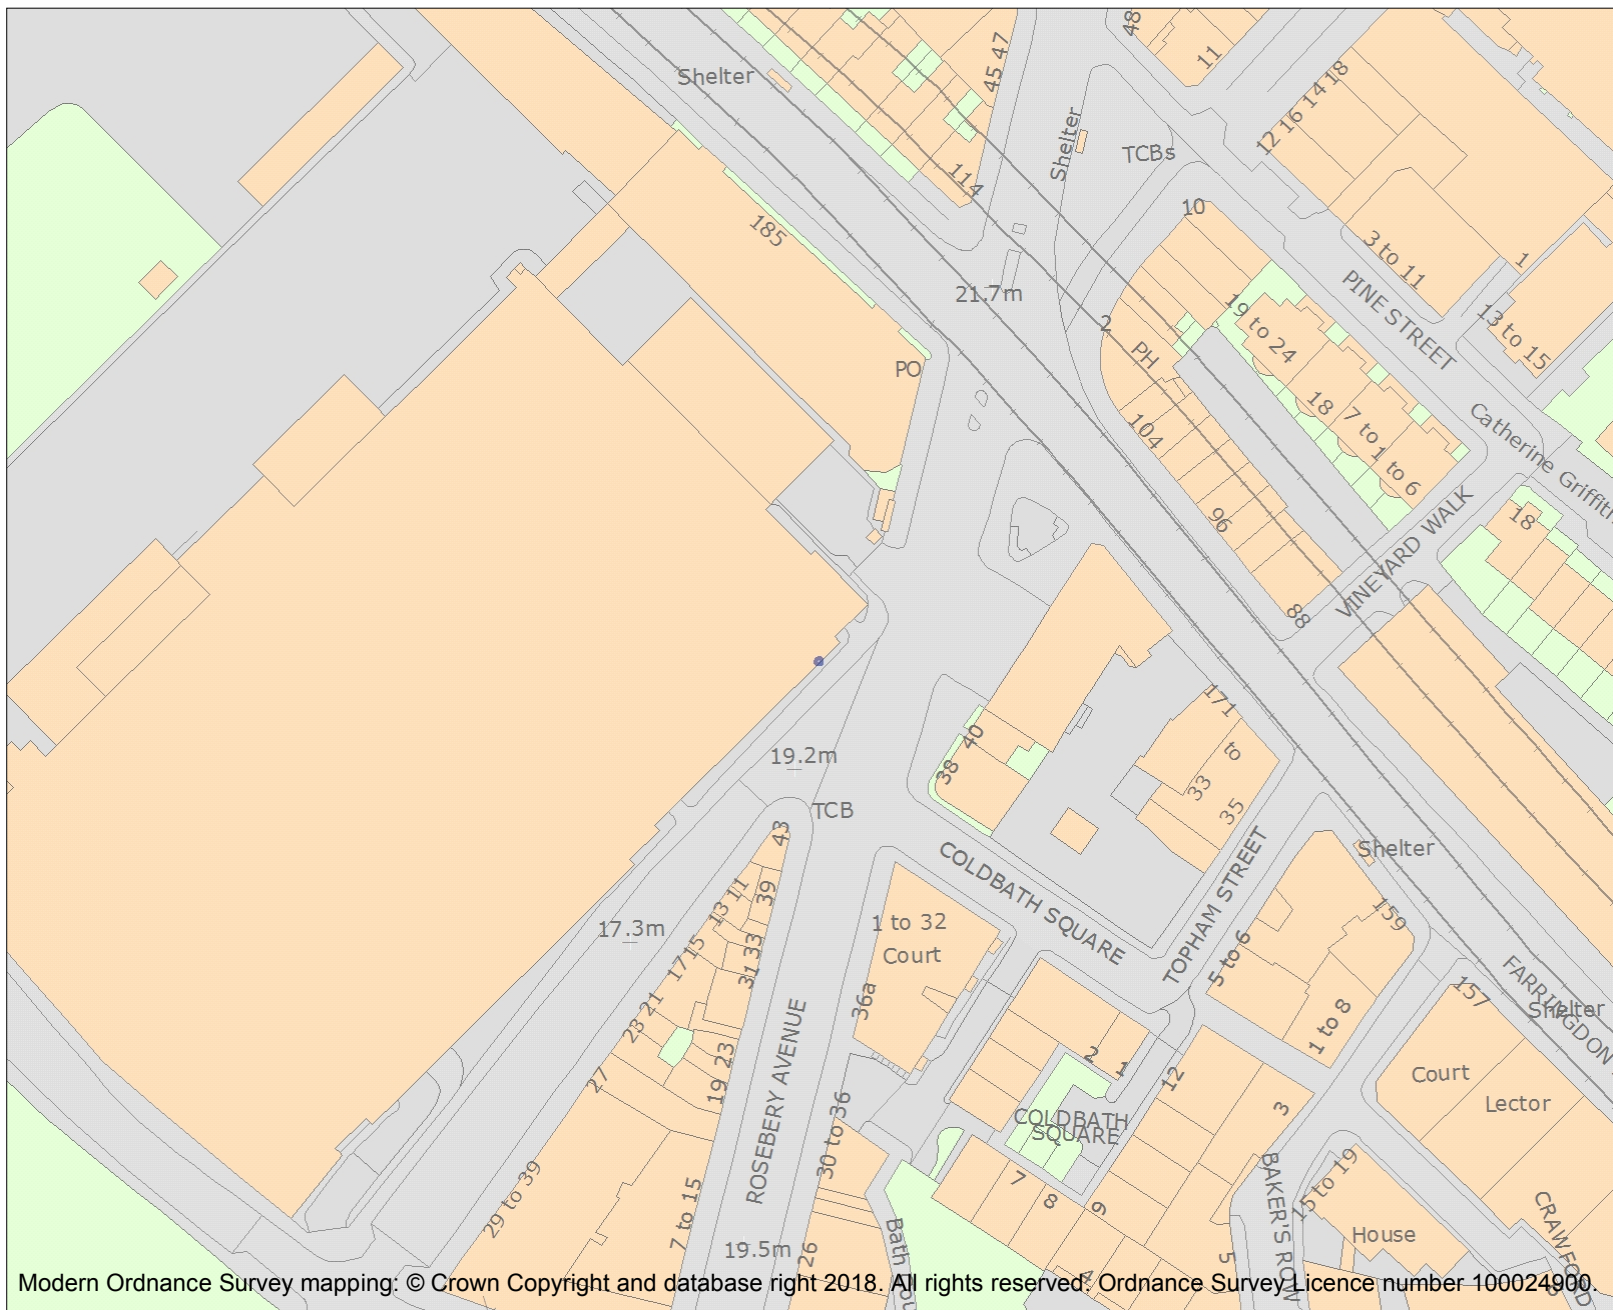 48
Shelter
45 47
11
12 16 14 18
Shelter
TCBs
114
10
185
3 to 11
1
21.7m
PINE STREET
2
19 to 24
13 to 15
PH
PO
104
18
7 to
1 to 6
Catherine Griffith
96
18
VINEYARD WALK
88
171
to
40
38
33
35
19.2m
TCB
43
Shelter
COLDBATH SQUARE
TOPHAM STREET
13 11
39
1 to 32
Court
159
17.3m
1715
31 33
5 to 6
FARRINGDON
157
Shelter
36a
23 21
1 to 8
ROSEBERY AVENUE
2
1
12
27
19 23
Court
Lector
3
COLDBATH
SQUARE
30 to 36
29 to 39
7
8
9
15 to 19
BAKER'S ROW
7 to 15
CRAWFORD
House
Bath
19.5m
26
5
4
Modern Ordnance Survey mapping: © Crown Copyright and database right 2018. All rights reserved. Ordnance Survey Licence number 100024900.